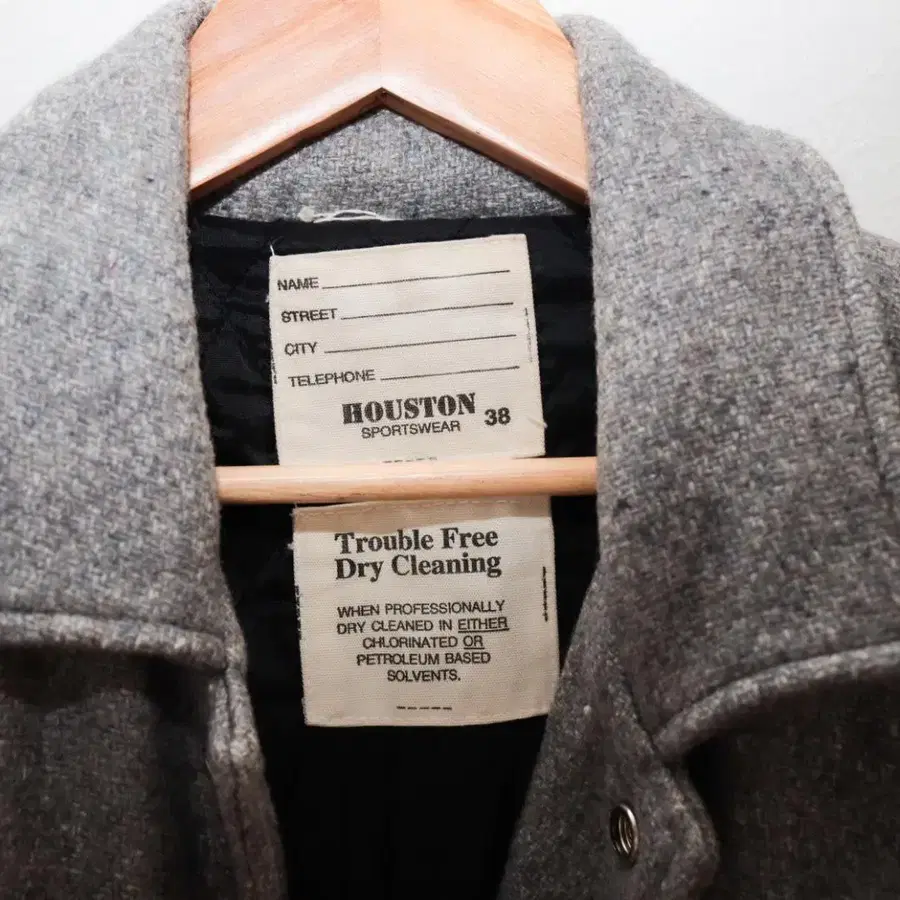 NAME
STREET
CITY
TELEPHONE
HOUSTON 38
SPORTSWEAR
Trouble Free
Dry Cleaning
WHEN PROFESSIONALLY
DRY CLEANED IN EITHER
CHLORINATED OR
PETROLEUM BASED
SOLVENTS.